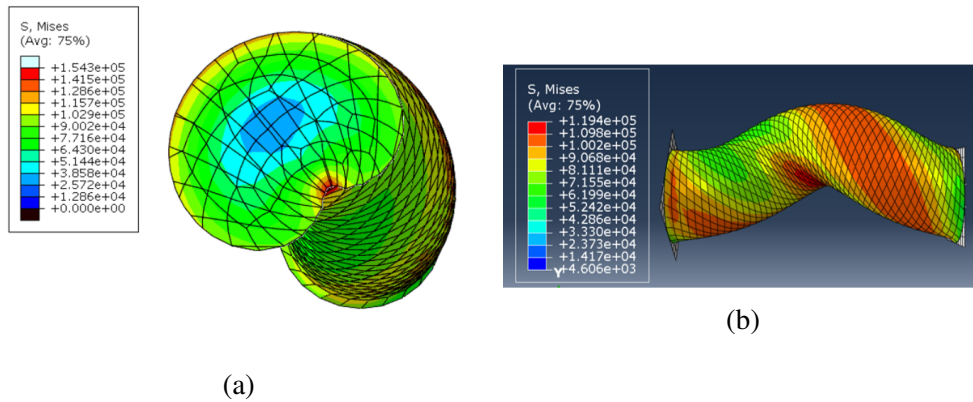 S, Mises
(Avg: 75%)
+1.543e+05
+1.415e+05
+1.286e+05
+1.157e+05
+1.029e+05
+9.002e+04
+7.716e+04
+6.430e+04
+5.144e+04
+3.858e+04
+2.572e+04
+1.286e+04
+0.000e+00
(a)
S, Mises
(Avg: 75%)
+1.194e+05
+1.098e+05
+1.002e+05
+9.068e+04
+8.111e+04
+7.155e+04
+6.199e+04
+5.242e+04
+4.286e+04
+3.330e+04
+2.373e+04
+1.417e+04
+4.606e+03
Y
(b)